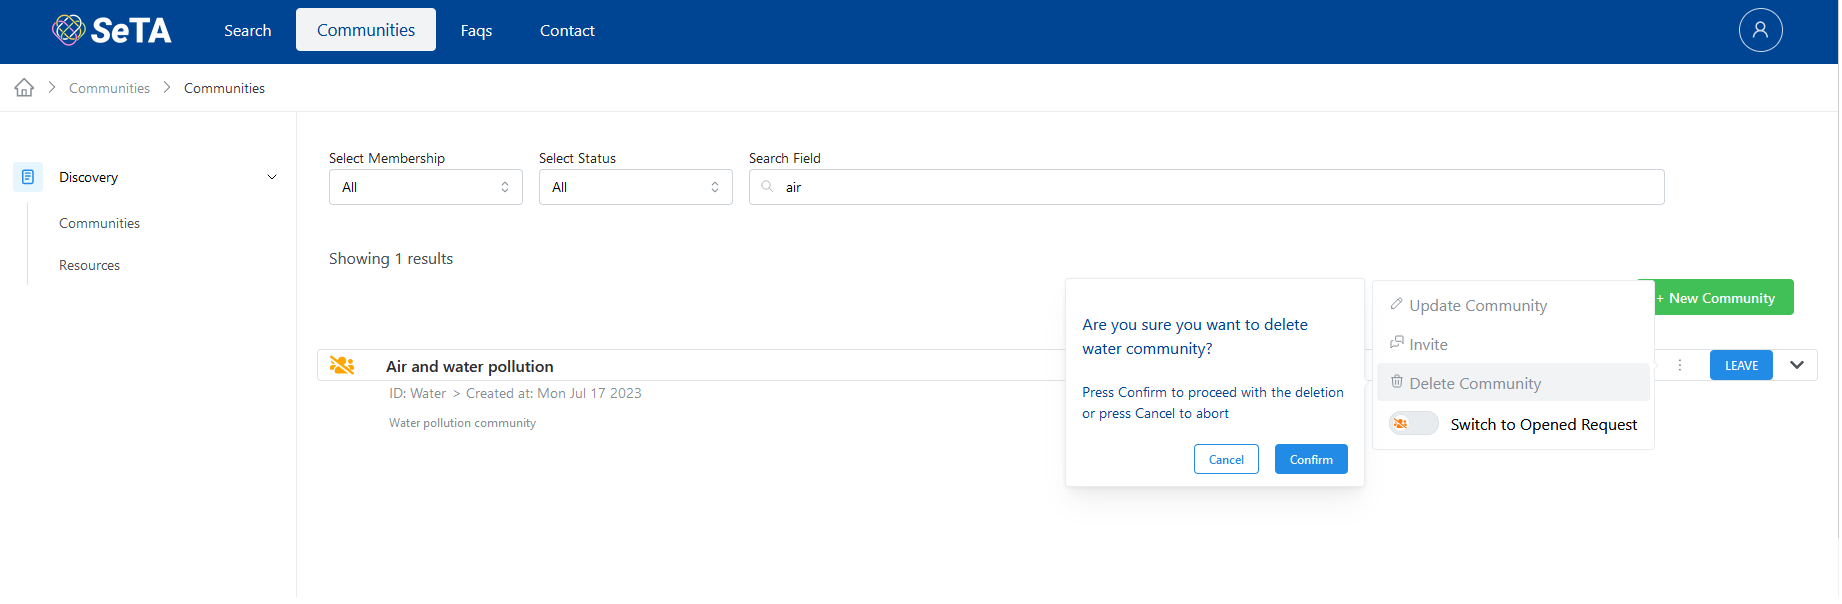 SeTA
Search
Communities
Faqs
Contact
Communities
Communities
Discovery
Communities
Resources
Select Membership
All
Select Status
All
Search Field
air
Showing 1 results
+ New Community
Air and water pollution
ID: Water > Created at: Mon Jul 17 2023
Water pollution community
LEAVE
Are you sure you want to delete
water community?
Press Confirm to proceed with the deletion
or press Cancel to abort
Cancel
Confirm
Update Community
Invite
Delete Community
Switch to Opened Request